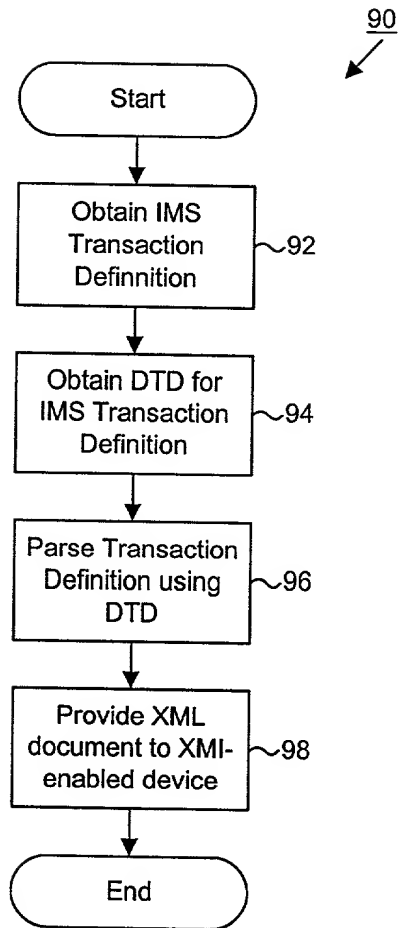 90
Start
Obtain IMS
Transaction
Definnition
92
Obtain DTD for
IMS Transaction
Definition
94
Parse Transaction
Definition using
DTD
96
Provide XML
document to XMI-
enabled device
98
End